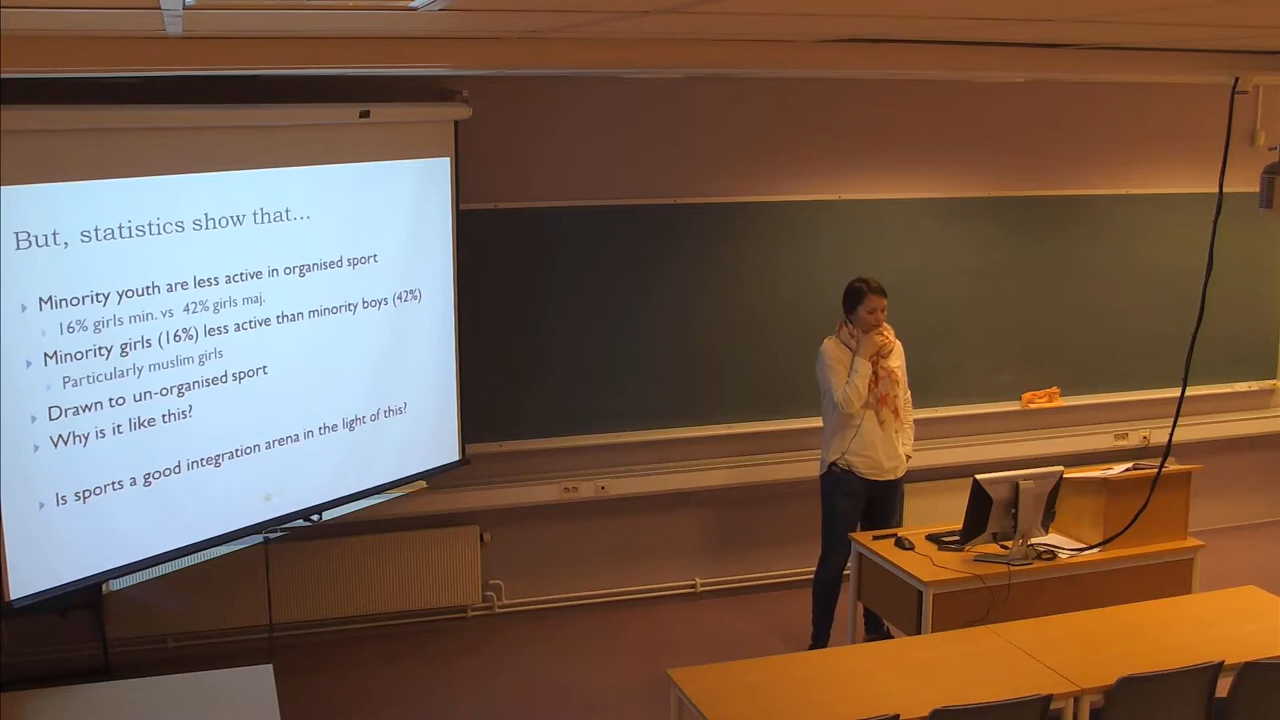 But, statistics show that...
Minority youth are less active in organised sport
16% girls min. vs 42% girls maj.
Minority girls (16%) less active than minority boys (42%)
Particularly muslim girls
Drawn to un-organised sport
Why is it like this?
Is sports a good integration arena in the light of this?